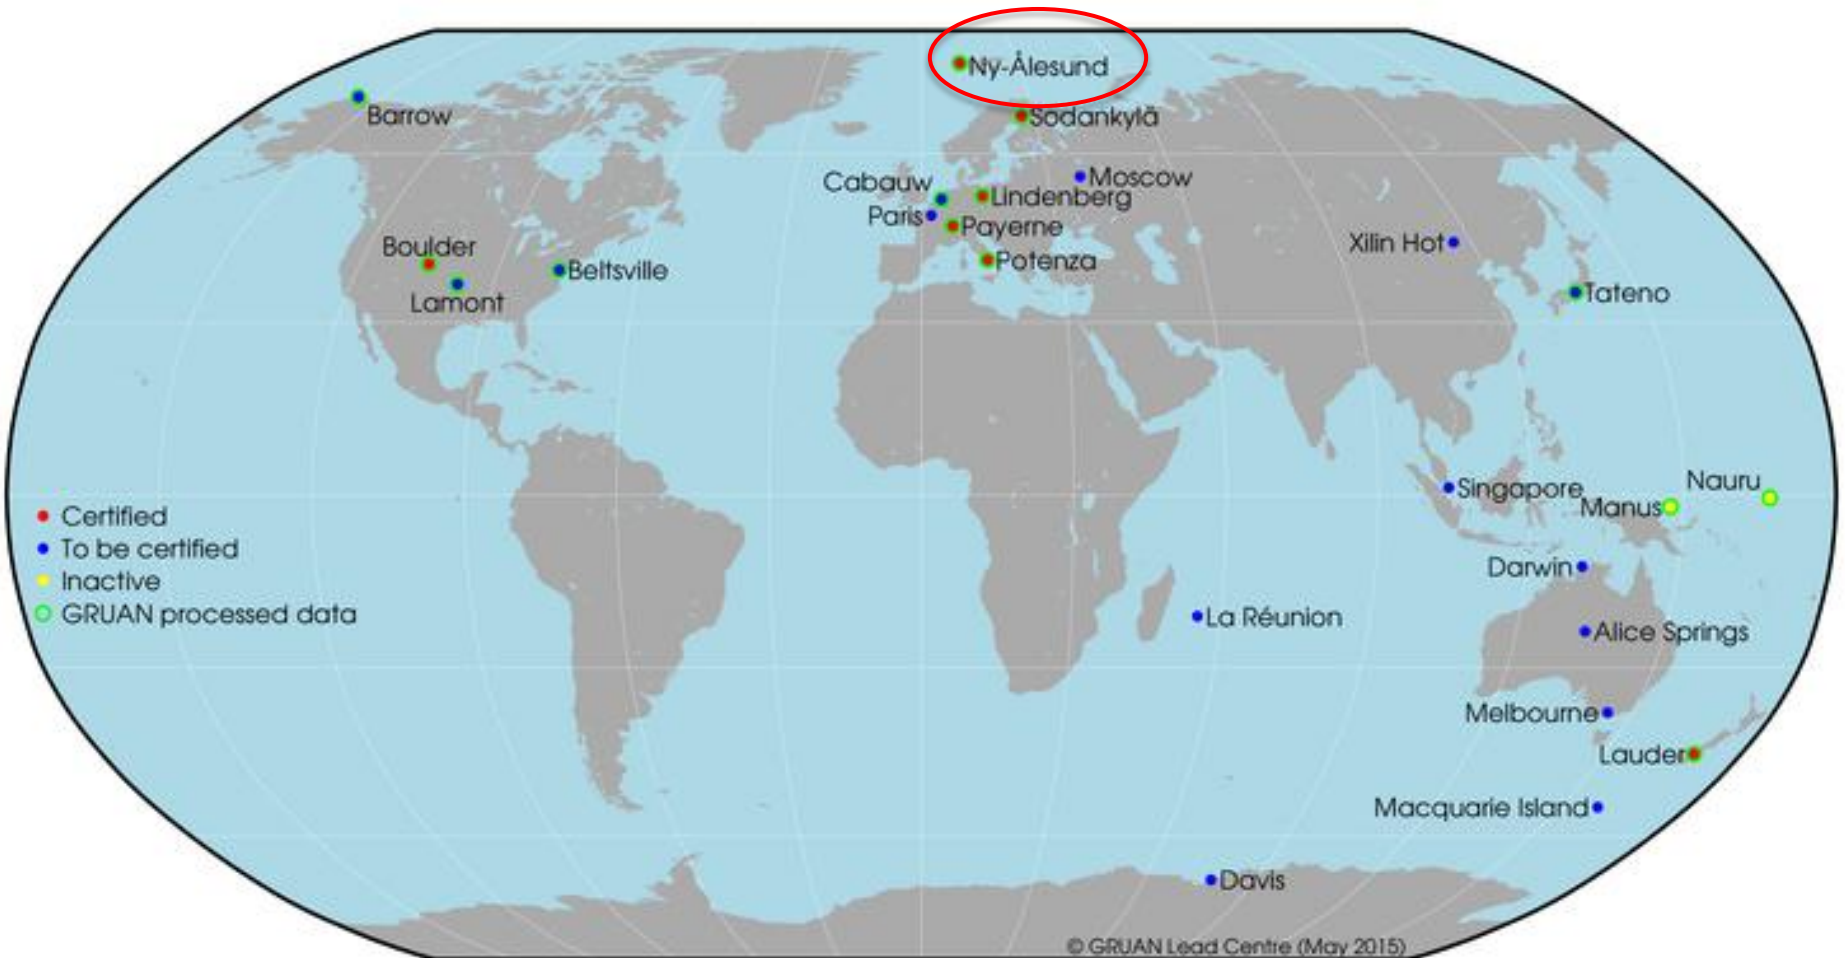 Ny-Ålesund
Barrow
Sodankylä
Cabauw
Moscow
Lindenberg
Paris
Payerne
Boulder
Xilin Hot
Potenza
Beltsville
Lamont
Tateno
Nauru
Singapore
Manus
Certified
To be certified
Inactive
GRUAN processed data
Darwin
La Réunion
Alice Springs
Melbourne
Lauder
Macquarie Island
Davis
© GRUAN Lead Centre (May 2015)